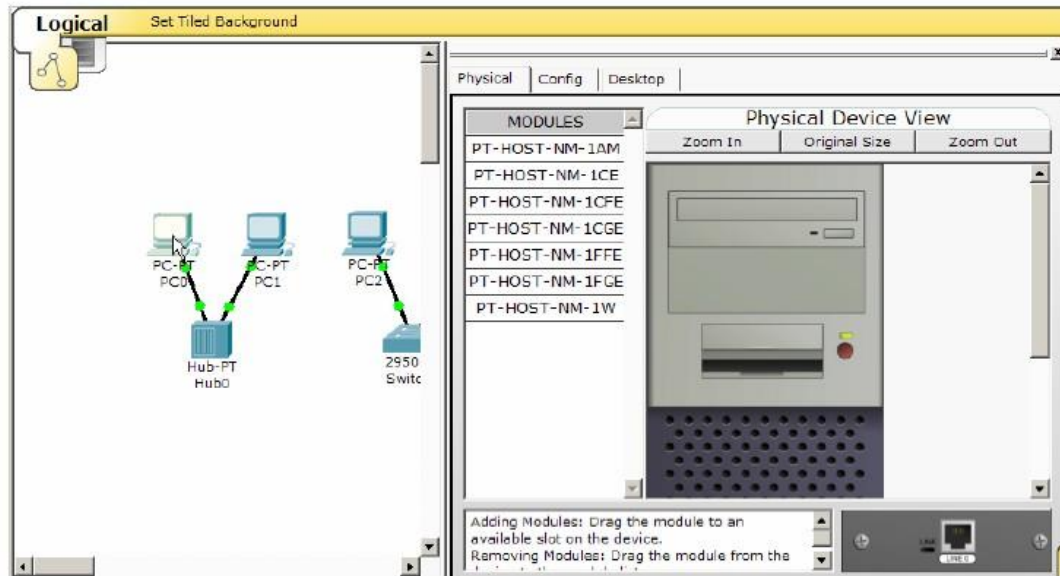 Logical
Set Tiled Background
Physical
Config
Desktop
MODULES
PT-HOST-NM-1AM
PT-HOST-NM-1CE
PT-HOST-NM-1CFE
PT-HOST-NM-1CGE
PT-HOST-NM-1FFE
PT-HOST-NM-1FGE
PT-HOST-NM-1W
Physical Device View
Zoom In
Original Size
Zoom Out
PC-PT
PC0
PC-PT
PC1
PC-PT
PC2
Hub-PT
Hub0
2950
Switc
Adding Modules: Drag the module to an
available slot on the device.
Removing Modules: Drag the module from the
LINE 0